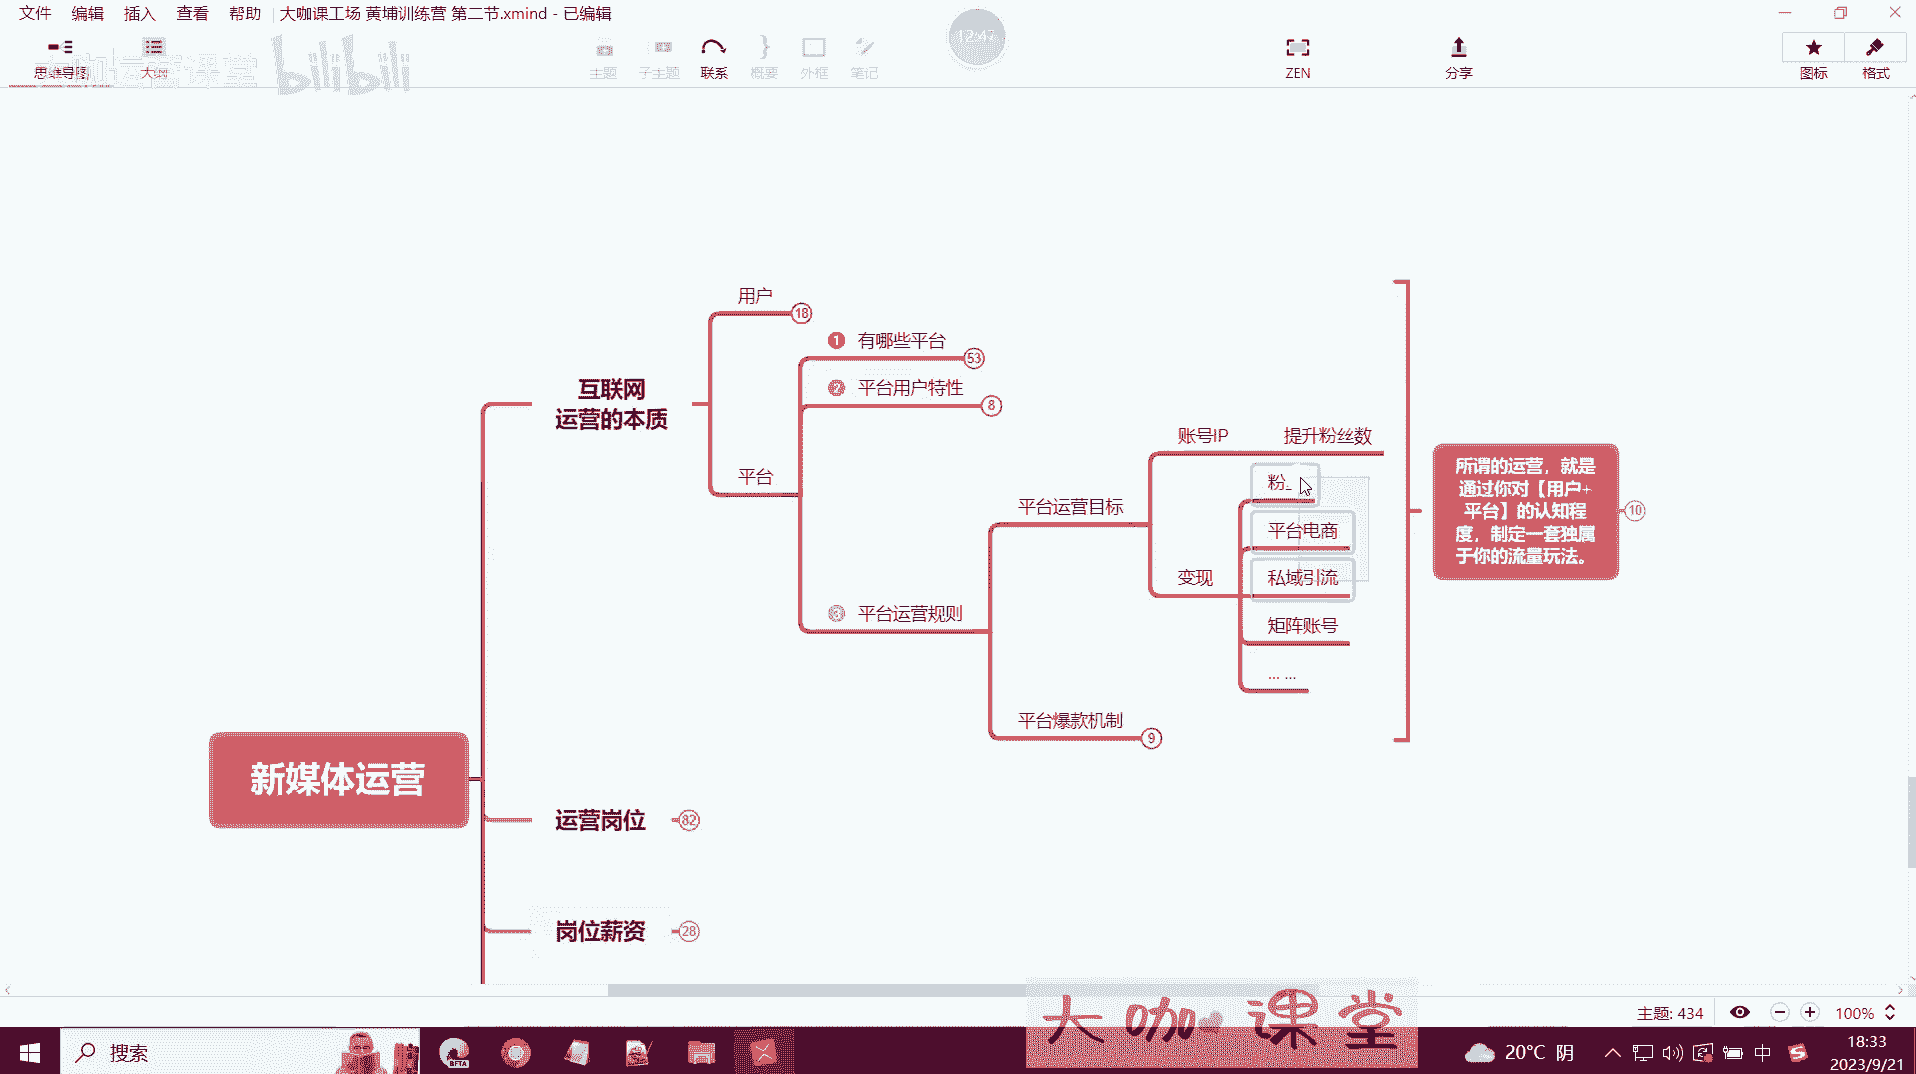 文件 编辑 插入 查看 帮助 大咖课工场 黄埔训练营 第二节.xmind - 已编辑
大咖运营课堂 bilibili
思维导图 大纲 主题 子主题 联系 概要 外框 笔记 12:47 ZEN 分享 图标 格式
用户 18
1 有哪些平台 53
2 平台用户特性 8
互联网
运营的本质
平台
账号IP 提升粉丝数
粉
平台运营目标
平台电商
变现 私域引流
3 平台运营规则
矩阵账号
... ...
平台爆款机制 9
所谓的运营，就是
通过你对【用户+
平台】的认知程
度，制定一套独属
于你的流量玩法。
10
新媒体运营
运营岗位 82
岗位薪资 28
大咖课堂
主题: 434 100%
搜索
20°C 阴 中
18:33
2023/9/21